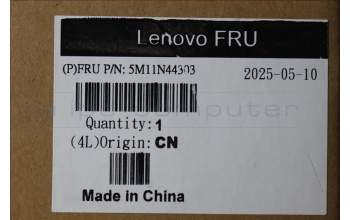 Lenovo FRU
(P)FRU P/N: 5M11N44303 2025-05-10
Quantity: 1
(4L)Origin: CN
Made in China